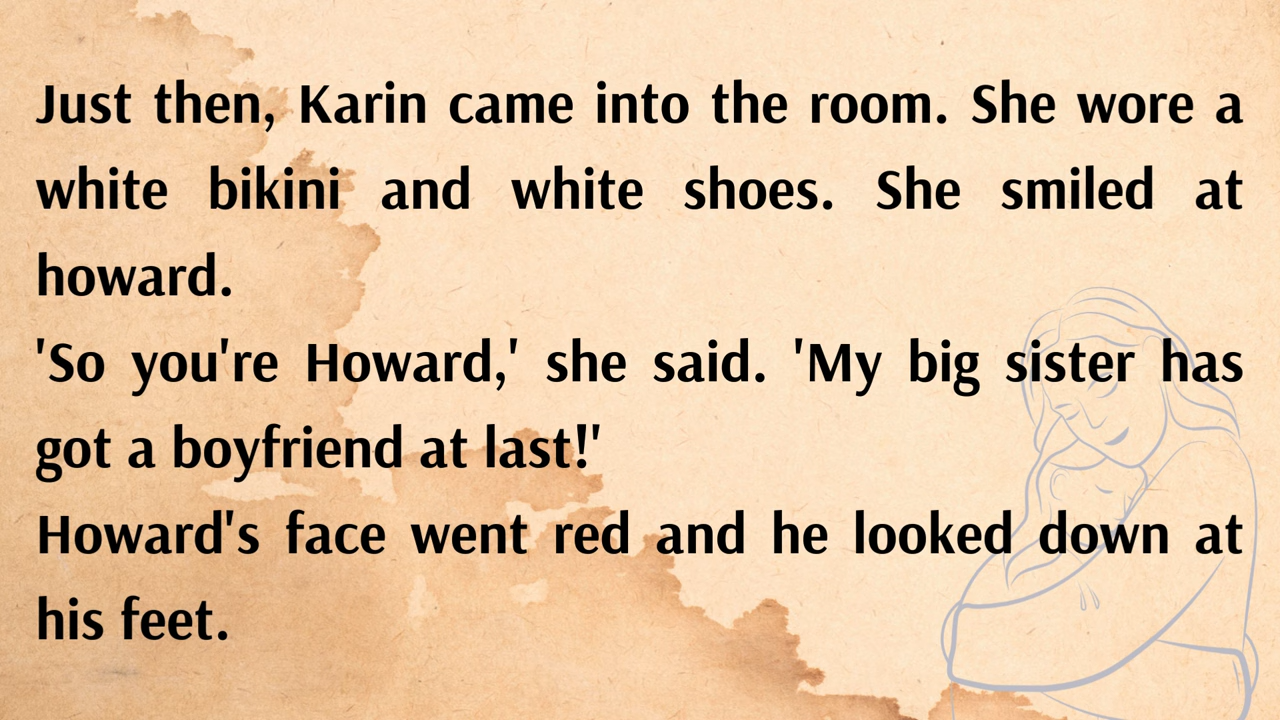 Just then, Karin came into the room. She wore a
white bikini and white shoes. She smiled at
howard.
'So you're Howard,' she said. 'My big sister has
got a boyfriend at last!'
Howard's face went red and he looked down at
his feet.